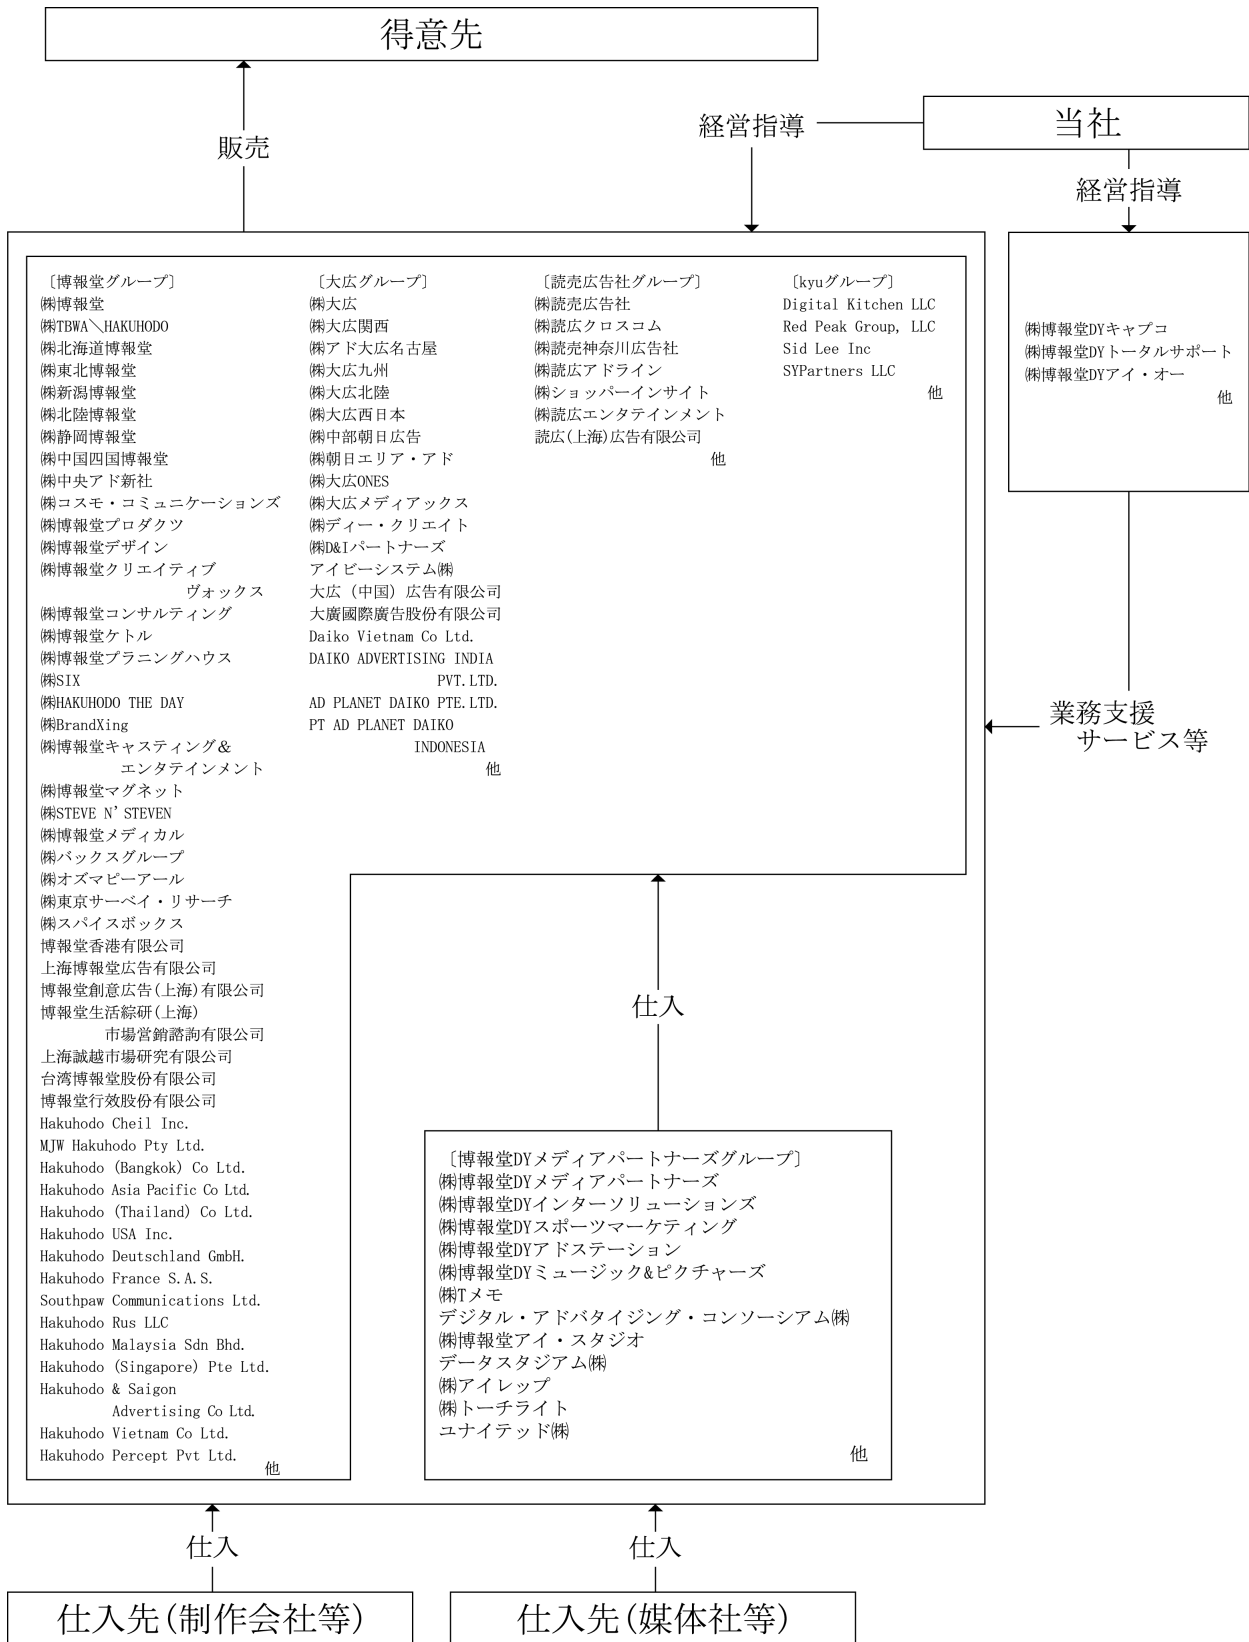 得意先
販売
経営指導
当社
経営指導
〔博報堂グループ〕
㈱博報堂
㈱TBWA＼HAKUHODO
㈱北海道博報堂
㈱東北博報堂
㈱新潟博報堂
㈱北陸博報堂
㈱静岡博報堂
㈱中国四国博報堂
㈱中央アド新社
㈱コスモ・コミュニケーションズ
㈱博報堂プロダクツ
㈱博報堂デザイン
㈱博報堂クリエイティブ
ヴォックス
㈱博報堂コンサルティング
㈱博報堂ケトル
㈱博報堂プラニングハウス
㈱SIX
㈱HAKUHODO THE DAY
㈱BrandXing
㈱博報堂キャスティング＆
エンタテインメント
㈱博報堂マグネット
㈱STEVE N’ STEVEN
㈱博報堂メディカル
㈱バックスグループ
㈱オズマピーアール
㈱東京サーベイ・リサーチ
㈱スパイスボックス
博報堂香港有限公司
上海博報堂広告有限公司
博報堂創意広告(上海)有限公司
博報堂生活綜研(上海)
市場営銷諮詢有限公司
上海誠越市場研究有限公司
台湾博報堂股份有限公司
博報堂行效股份有限公司
Hakuhodo Cheil Inc.
MJW Hakuhodo Pty Ltd.
Hakuhodo (Bangkok) Co Ltd.
Hakuhodo Asia Pacific Co Ltd.
Hakuhodo (Thailand) Co Ltd.
Hakuhodo USA Inc.
Hakuhodo Deutschland GmbH.
Hakuhodo France S.A.S.
Southpaw Communications Ltd.
Hakuhodo Rus LLC
Hakuhodo Malaysia Sdn Bhd.
Hakuhodo (Singapore) Pte Ltd.
Hakuhodo & Saigon
Advertising Co Ltd.
Hakuhodo Vietnam Co Ltd.
Hakuhodo Percept Pvt Ltd.
他
〔大広グループ〕
㈱大広
㈱大広関西
㈱アド大広名古屋
㈱大広九州
㈱大広北陸
㈱大広西日本
㈱中部朝日広告
㈱朝日エリア・アド
㈱大広ONES
㈱大広メディアックス
㈱ディー・クリエイト
㈱D&Iパートナーズ
アイビーシステム㈱
大広（中国）広告有限公司
大廣國際廣告股份有限公司
Daiko Vietnam Co Ltd.
DAIKO ADVERTISING INDIA
PVT.LTD.
AD PLANET DAIKO PTE.LTD.
PT AD PLANET DAIKO
INDONESIA
他
〔読売広告社グループ〕
㈱読売広告社
㈱読広クロスコム
㈱読売神奈川広告社
㈱読広アドライン
㈱ショッパーインサイト
㈱読広エンタテインメント
読広(上海)広告有限公司
他
〔kyuグループ〕
Digital Kitchen LLC
Red Peak Group, LLC
Sid Lee Inc
SYPartners LLC
他
㈱博報堂DYキャプコ
㈱博報堂DYトータルサポート
㈱博報堂DYアイ・オー
他
業務支援
サービス等
仕入
〔博報堂DYメディアパートナーズグループ〕
㈱博報堂DYメディアパートナーズ
㈱博報堂DYインターソリューションズ
㈱博報堂DYスポーツマーケティング
㈱博報堂DYアドステーション
㈱博報堂DYミュージック&ピクチャーズ
㈱Tメモ
デジタル・アドバタイジング・コンソーシアム㈱
㈱博報堂アイ・スタジオ
データスタジアム㈱
㈱アイレップ
㈱トーチライト
ユナイテッド㈱
他
仕入
仕入
仕入先(制作会社等)
仕入先(媒体社等)